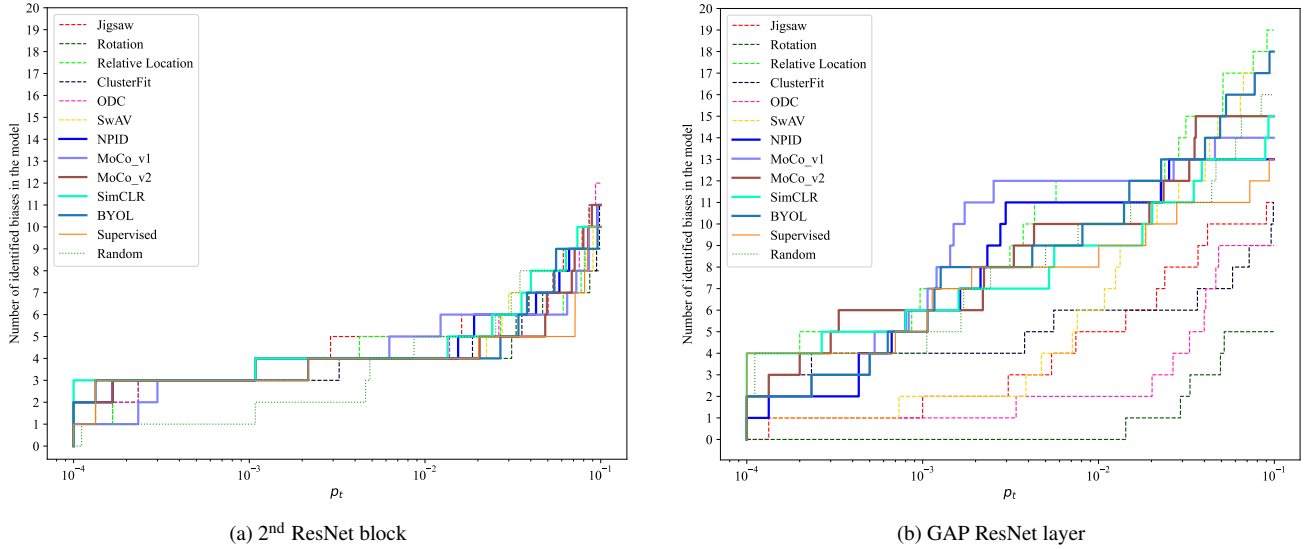 Number of identified biases in the model
20
19
18
17
16
15
14
13
12
11
10
9
8
7
6
5
4
3
2
1
0
Jigsaw
Rotation
Relative Location
ClusterFit
ODC
SwAV
NPID
MoCo_v1
MoCo_v2
SimCLR
BYOL
Supervised
Random
10⁻⁴ 10⁻³ 10⁻² 10⁻¹
pₜ
(a) 2ⁿᵈ ResNet block
Number of identified biases in the model
20
19
18
17
16
15
14
13
12
11
10
9
8
7
6
5
4
3
2
1
0
Jigsaw
Rotation
Relative Location
ClusterFit
ODC
SwAV
NPID
MoCo_v1
MoCo_v2
SimCLR
BYOL
Supervised
Random
10⁻⁴ 10⁻³ 10⁻² 10⁻¹
pₜ
(b) GAP ResNet layer